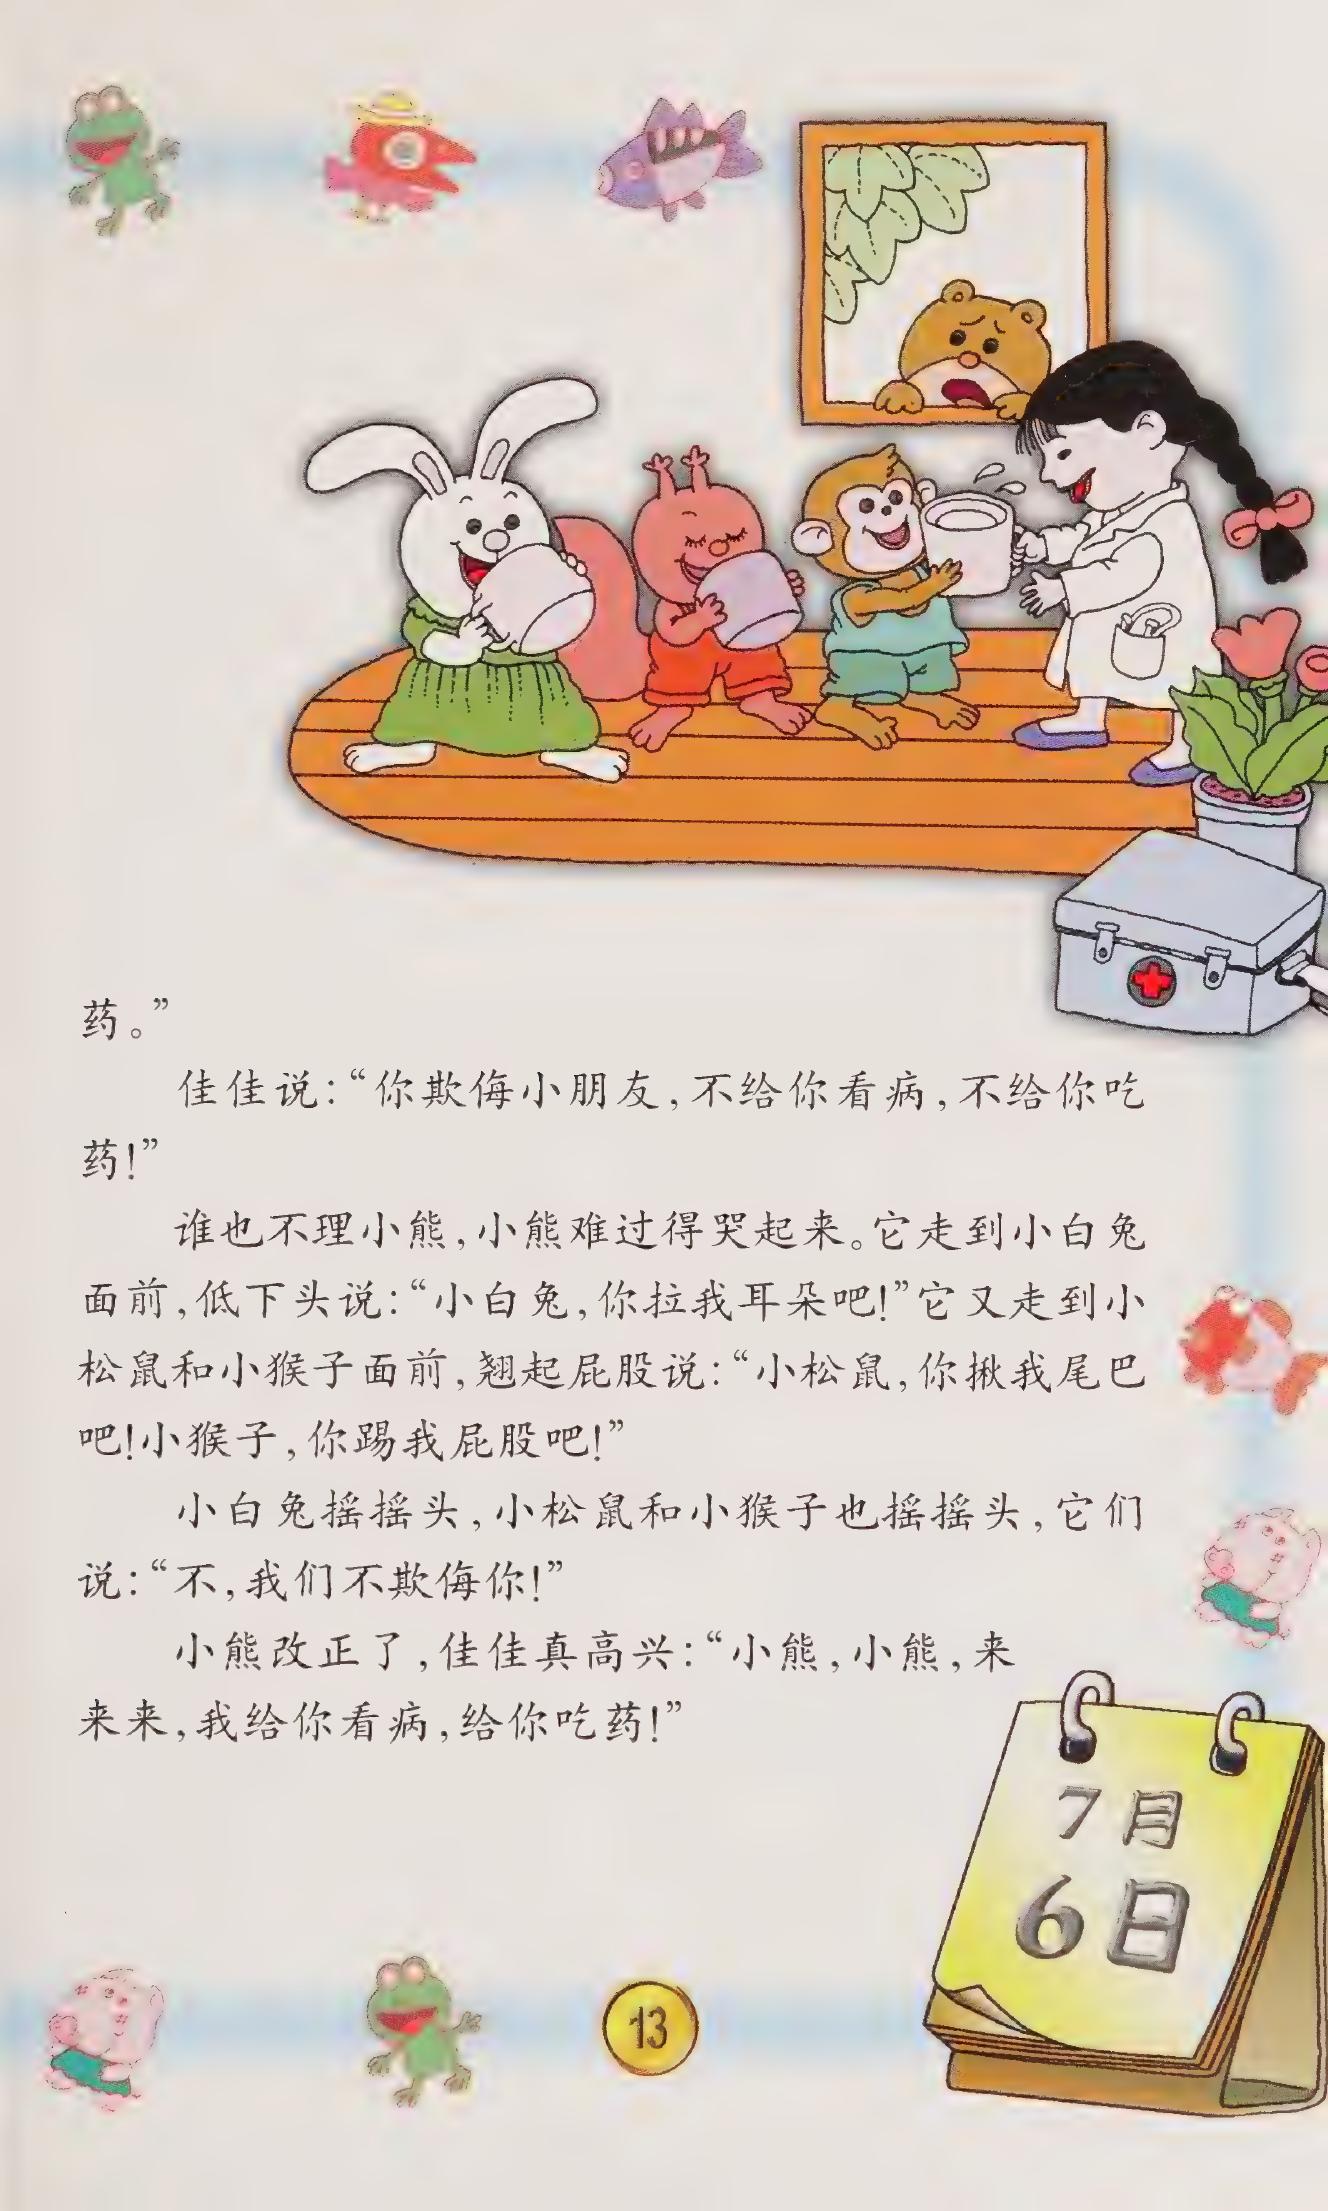 药。”
佳佳说：“你欺侮小朋友，不给你看病，不给你吃
药！”
谁也不理小熊，小熊难过得哭起来。它走到小白兔
面前，低下头说：“小白兔，你拉我耳朵吧！”它又走到小
松鼠和小猴子面前，翘起屁股说：“小松鼠，你揪我尾巴
吧！小猴子，你踢我屁股吧！”
小白兔摇摇头，小松鼠和小猴子也摇摇头，它们
说：“不，我们不欺侮你！”
小熊改正了，佳佳真高兴：“小熊，小熊，来
来来，我给你看病，给你吃药！”
7月
6日
13